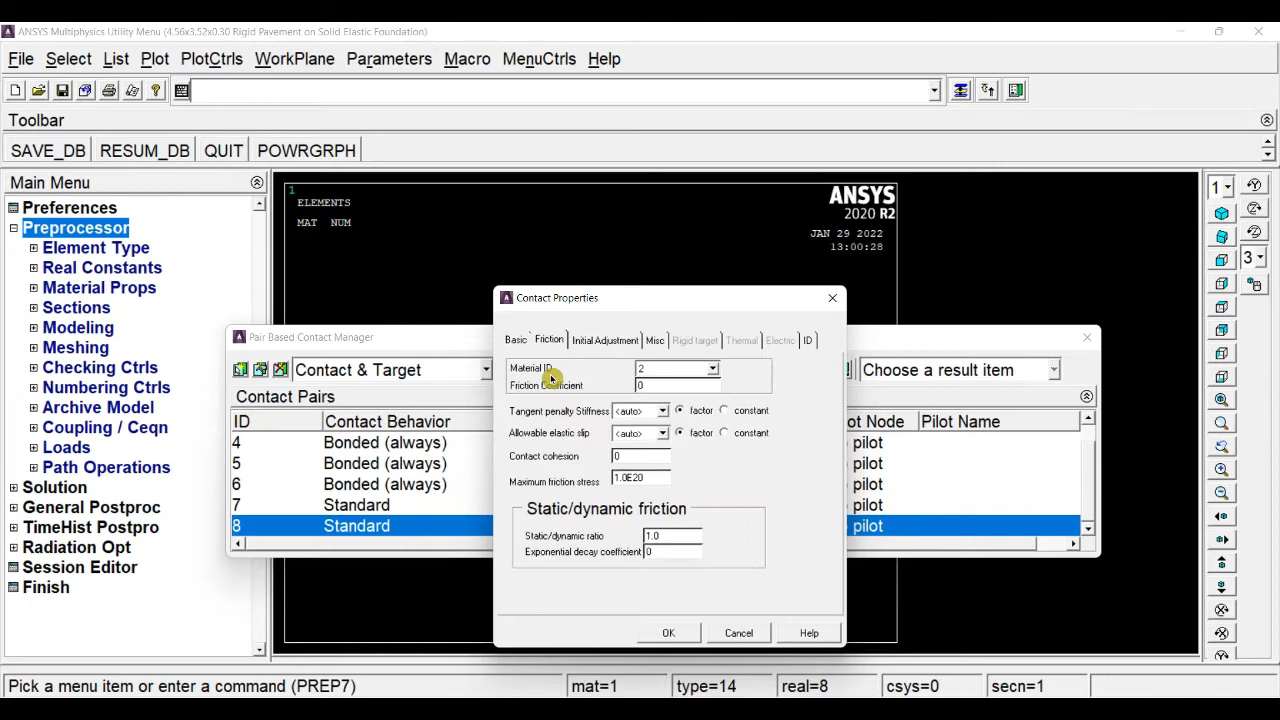 ANSYS Multiphysics Utility Menu (4.56x3.52x0.30 Rigid Pavement on Solid Elastic Foundation)
File Select List Plot PlotCtrls WorkPlane Parameters Macro MenuCtrls Help
Toolbar
SAVE_DB RESUM_DB QUIT POWRGRPH
Main Menu
Preferences
Preprocessor
Element Type
Real Constants
Material Props
Sections
Modeling
Meshing
Checking Ctrls
Numbering Ctrls
Archive Model
Coupling / Ceqn
Loads
Path Operations
Solution
General Postproc
TimeHist Postpro
Radiation Opt
Session Editor
Finish
1
ELEMENTS
MAT NUM
ANSYS
2020 R2
JAN 29 2022
13:00:28
1
3
Pair Based Contact Manager
Contact & Target
Choose a result item
Contact Pairs
ID Contact Behavior ot Node Pilot Name
4 Bonded (always) pilot
5 Bonded (always) pilot
6 Bonded (always) pilot
7 Standard pilot
8 Standard pilot
Contact Properties
Basic Friction Initial Adjustment Misc Rigid target Thermal Electric ID
Material ID 2
Friction Coefficient 0
Tangent penalty Stiffness <auto> factor constant
Allowable elastic slip <auto> factor constant
Contact cohesion 0
Maximum friction stress 1.0E20
Static/dynamic friction
Static/dynamic ratio 1.0
Exponential decay coefficient 0
OK Cancel Help
Pick a menu item or enter a command (PREP7) mat=1 type=14 real=8 csys=0 secn=1